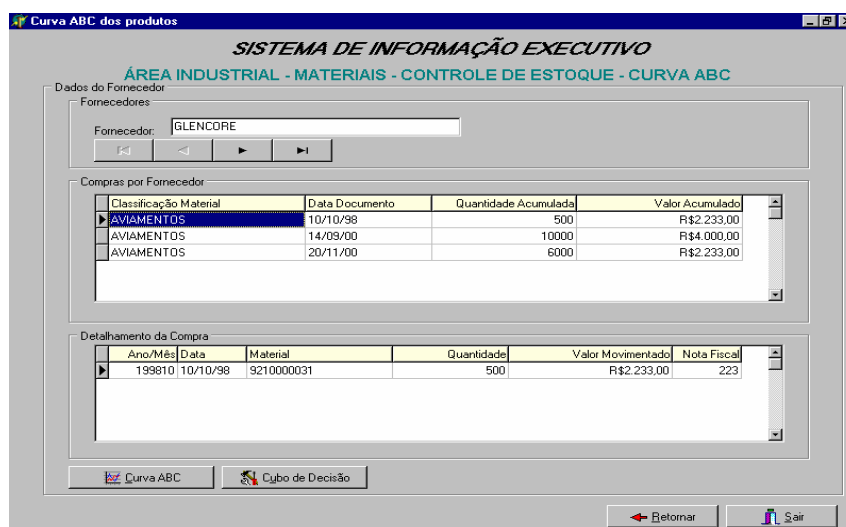 Curva ABC dos produtos
SISTEMA DE INFORMAÇÃO EXECUTIVO
ÁREA INDUSTRIAL - MATERIAIS - CONTROLE DE ESTOQUE - CURVA ABC
Dados do Fornecedor
Fornecedores
Fornecedor: GLENCORE
Compras por Fornecedor
Classificação Material Data Documento Quantidade Acumulada Valor Acumulado
AVIAMENTOS 10/10/98 500 R$2.233,00
AVIAMENTOS 14/09/00 10000 R$4.000,00
AVIAMENTOS 20/11/00 6000 R$2.233,00
Detalhamento da Compra
Ano/Mês Data Material Quantidade Valor Movimentado Nota Fiscal
199810 10/10/98 9210000031 500 R$2.233,00 223
Curva ABC Cubo de Decisão
Retornar Sair